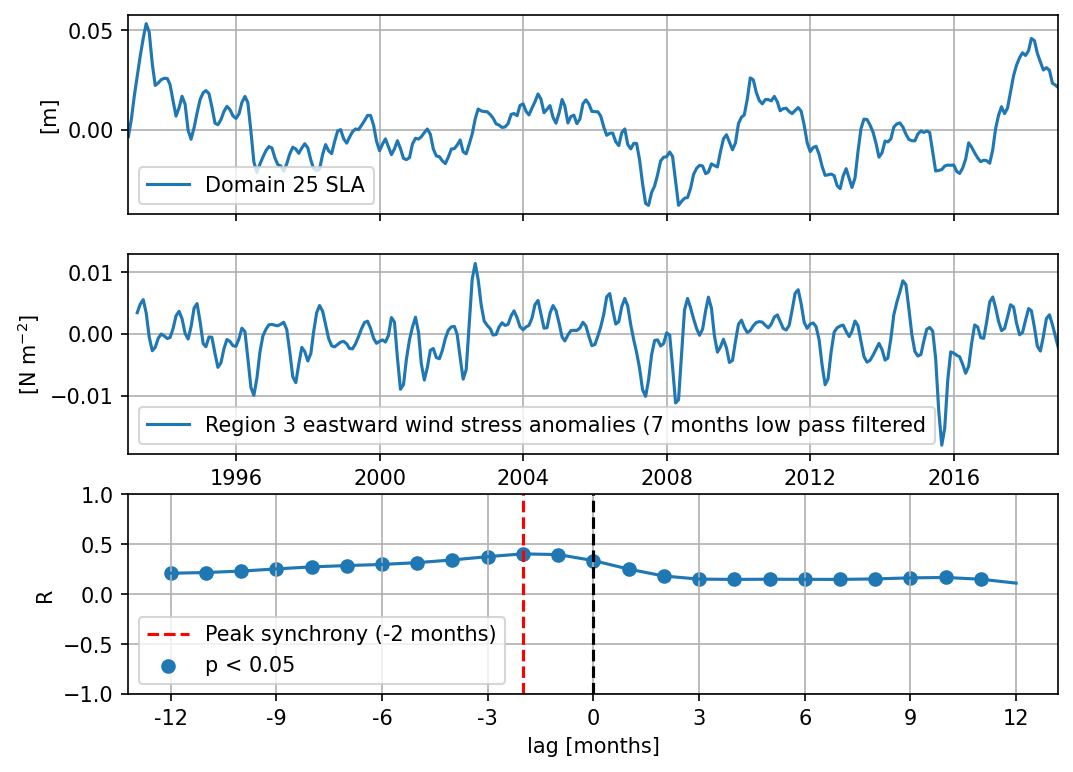 0.05
0.00
[m]
Domain 25 SLA
0.01
0.00
−0.01
[N m⁻²]
Region 3 eastward wind stress anomalies (7 months low pass filtered
1996 2000 2004 2008 2012 2016
1.0
0.5
0.0
−0.5
−1.0
R
Peak synchrony (-2 months)
p < 0.05
-12 -9 -6 -3 0 3 6 9 12
lag [months]